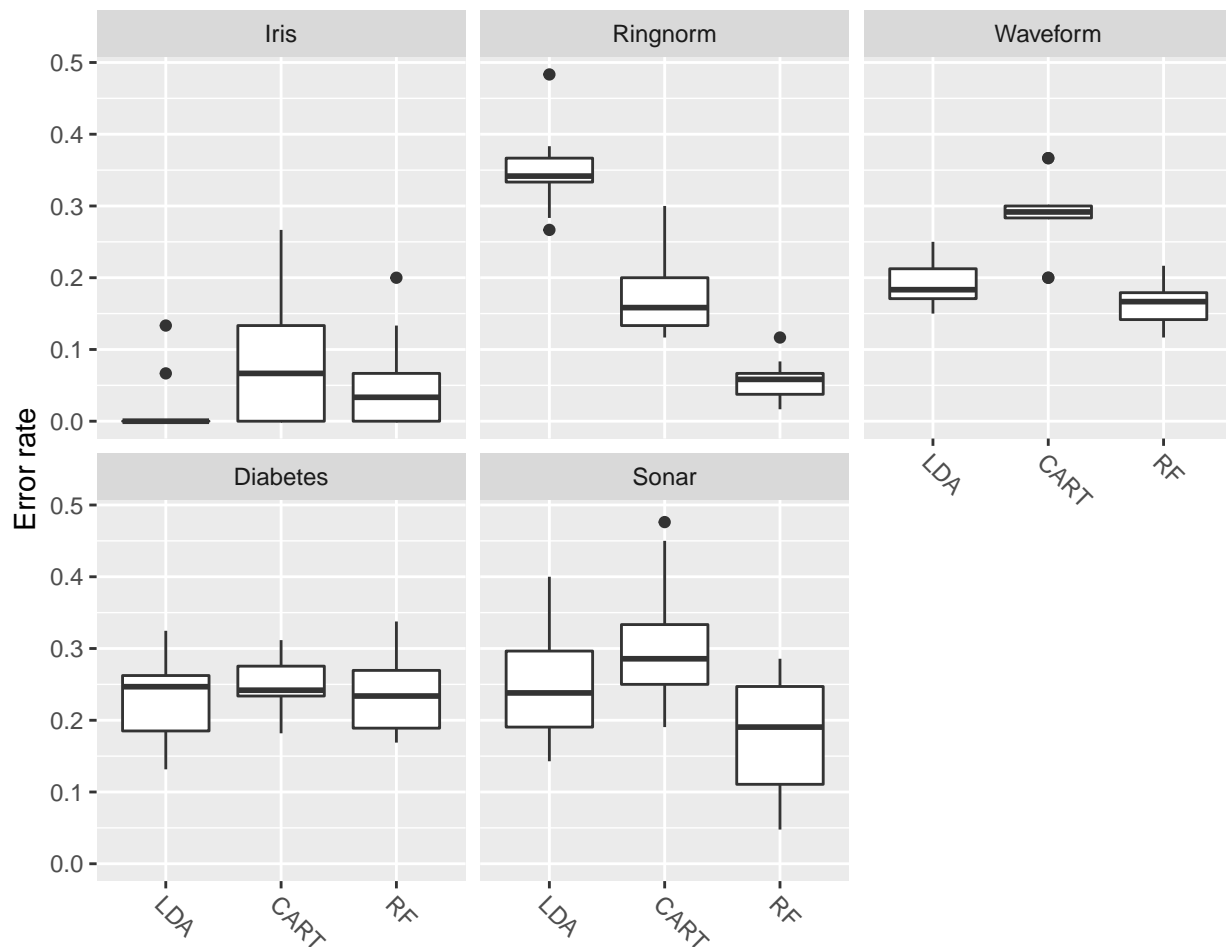 Iris
Ringnorm
Waveform
0.5
0.4
0.3
0.2
0.1
0.0
LDA
CART
RF
Diabetes
Sonar
Error rate
0.5
0.4
0.3
0.2
0.1
0.0
LDA
CART
RF
LDA
CART
RF